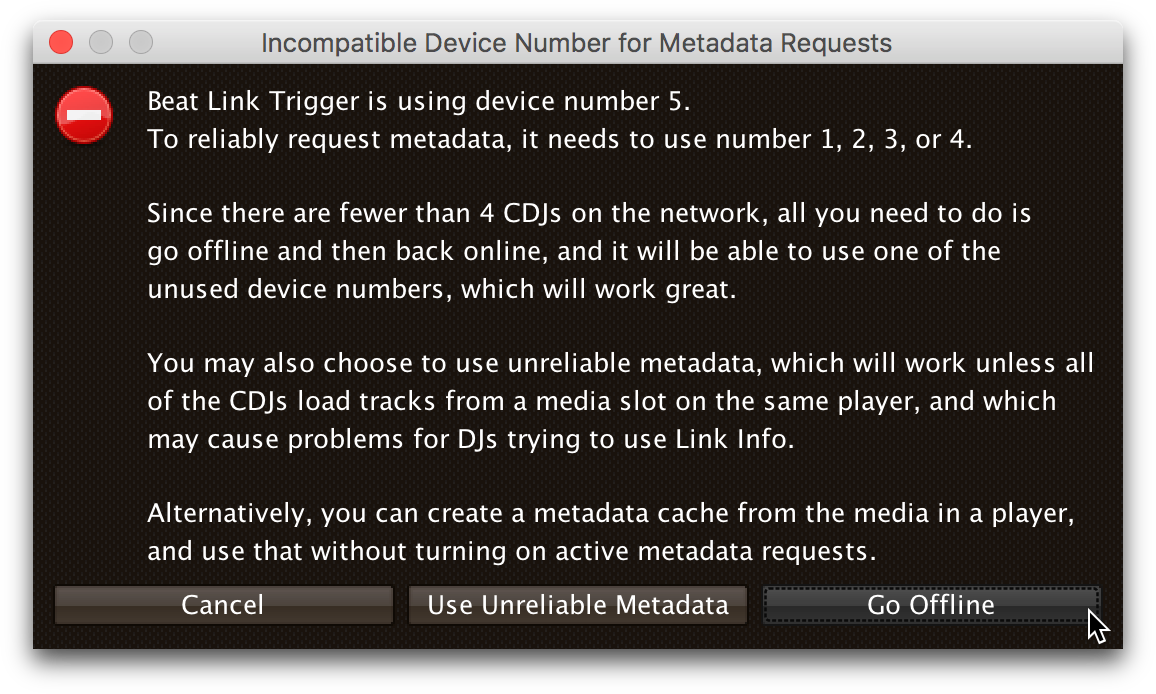 Incompatible Device Number for Metadata Requests
Beat Link Trigger is using device number 5.
To reliably request metadata, it needs to use number 1, 2, 3, or 4.
Since there are fewer than 4 CDJs on the network, all you need to do is
go offline and then back online, and it will be able to use one of the
unused device numbers, which will work great.
You may also choose to use unreliable metadata, which will work unless all
of the CDJs load tracks from a media slot on the same player, and which
may cause problems for DJs trying to use Link Info.
Alternatively, you can create a metadata cache from the media in a player,
and use that without turning on active metadata requests.
Cancel
Use Unreliable Metadata
Go Offline